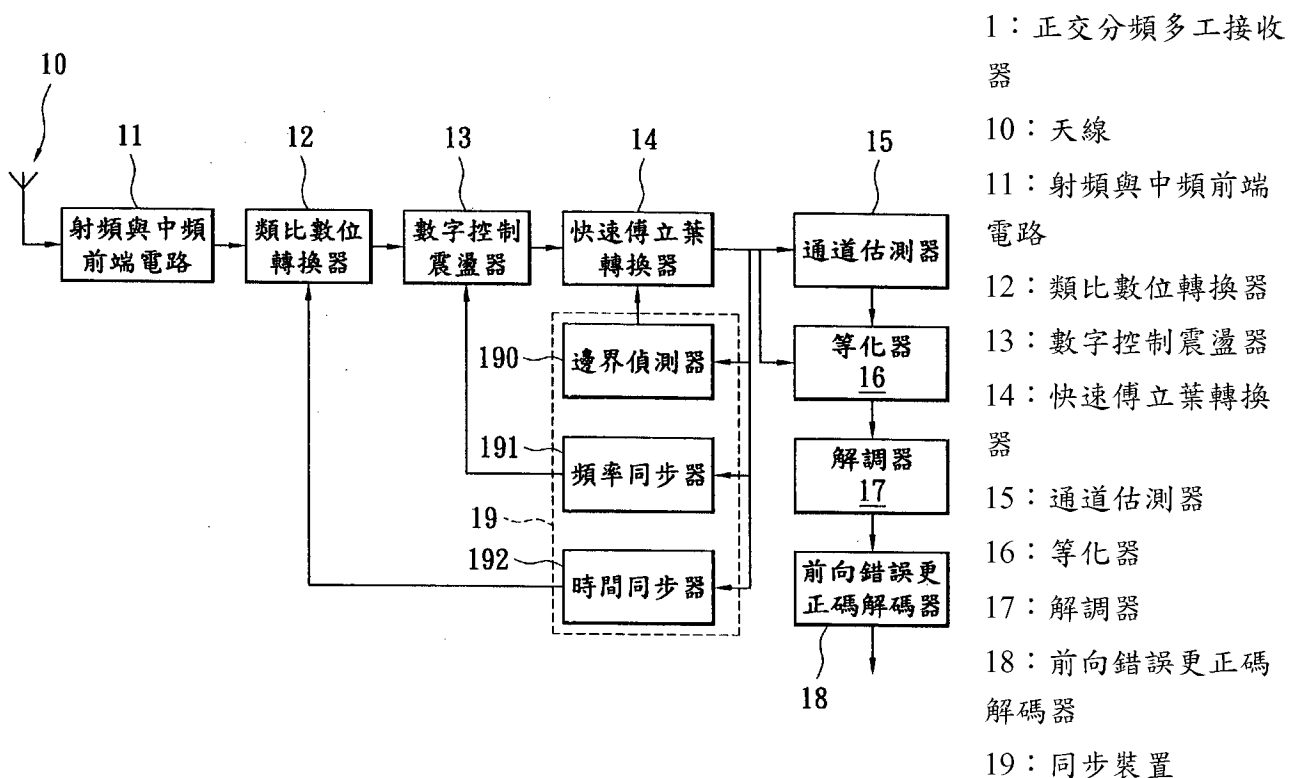 10
11
12
13
14
15
射頻與中頻
前端電路
類比數位
轉換器
數字控制
震盪器
快速傅立葉
轉換器
通道估測器
190
邊界偵測器
等化器
16
191
頻率同步器
解調器
17
19
192
時間同步器
前向錯誤更
正碼解碼器
18
1：正交分頻多工接收
器
10：天線
11：射頻與中頻前端
電路
12：類比數位轉換器
13：數字控制震盪器
14：快速傅立葉轉換
器
15：通道估測器
16：等化器
17：解調器
18：前向錯誤更正碼
解碼器
19：同步裝置